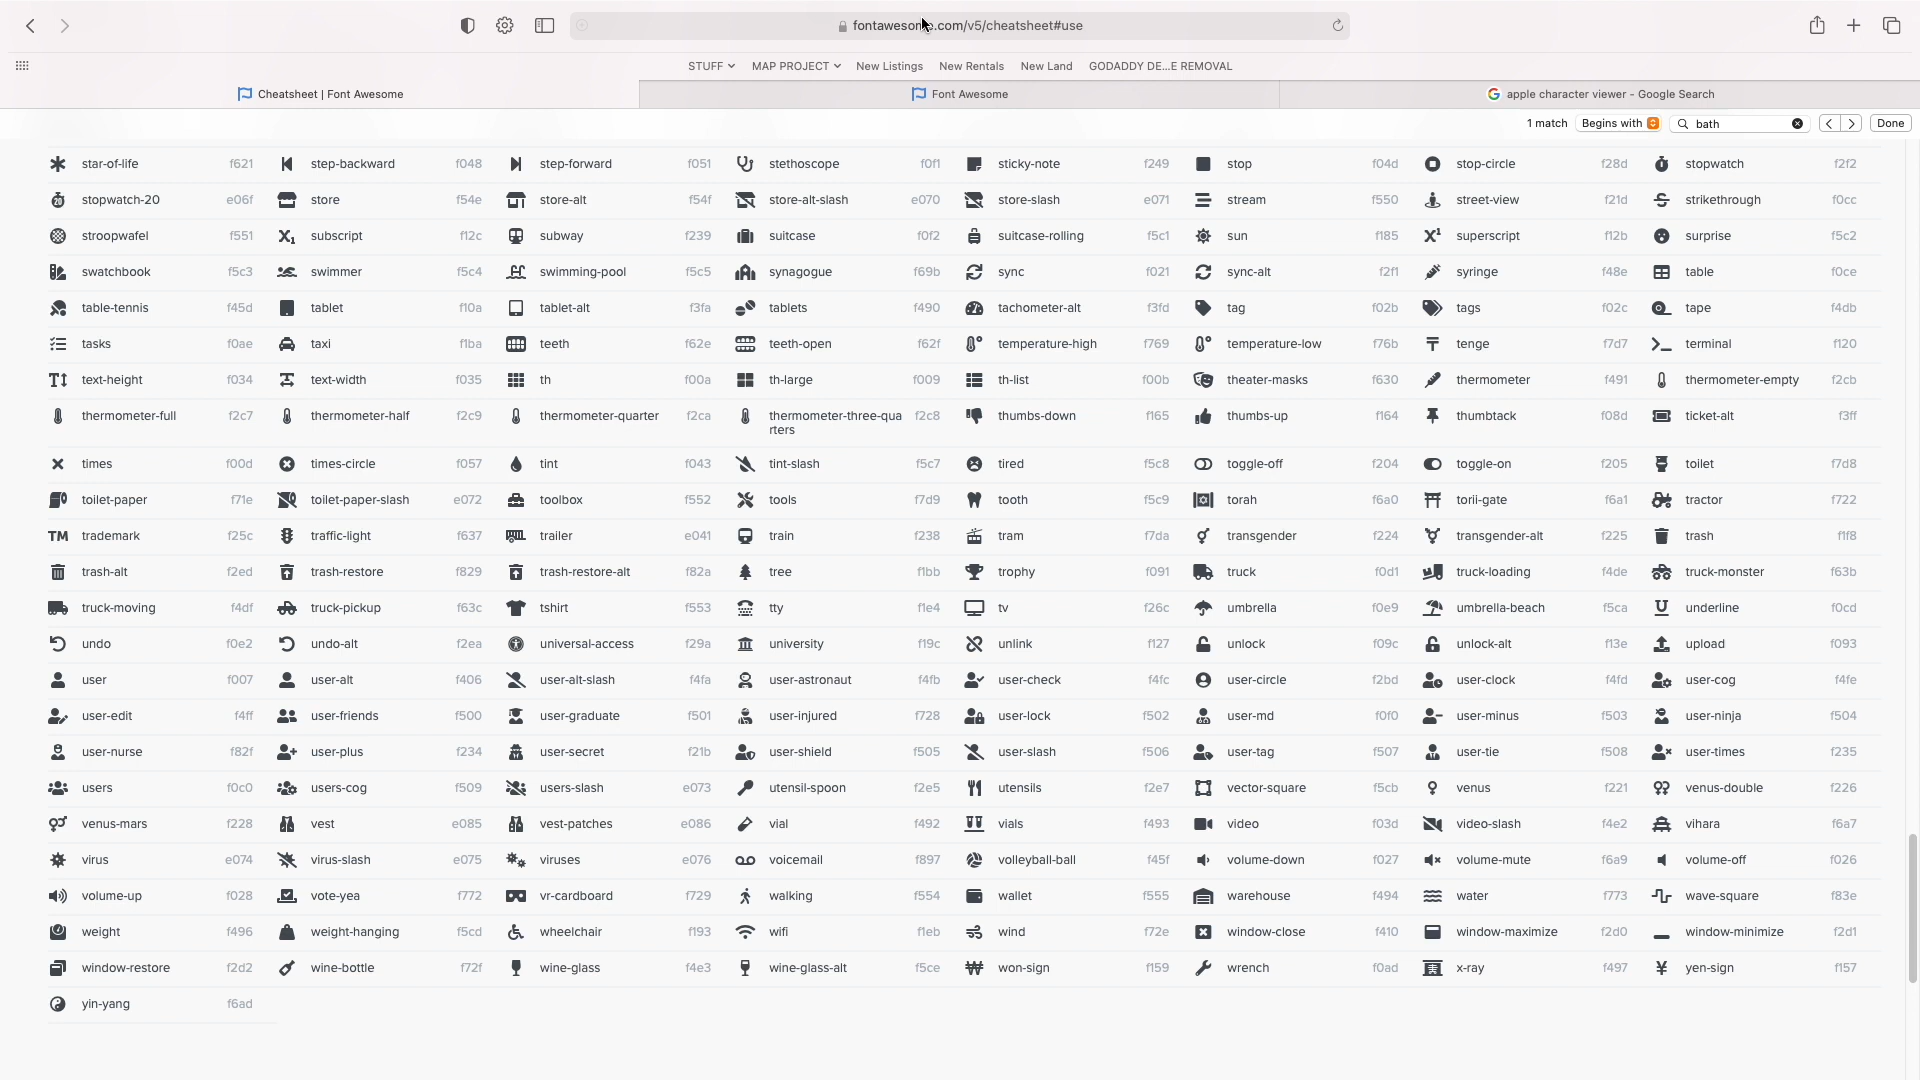 fontawesome.com/v5/cheatsheet#use
STUFF MAP PROJECT New Listings New Rentals New Land GODADDY DE...E REMOVAL
Cheatsheet | Font Awesome Font Awesome apple character viewer - Google Search
1 match Begins with bath Done
star-of-life f621 step-backward f048 step-forward f051 stethoscope f0f1 sticky-note f249 stop f04d stop-circle f28d stopwatch f2f2
stopwatch-20 e06f store f54e store-alt f54f store-alt-slash e070 store-slash e071 stream f550 street-view f21d strikethrough f0cc
stroopwafel f551 subscript f12c subway f239 suitcase f0f2 suitcase-rolling f5c1 sun f185 superscript f12b surprise f5c2
swatchbook f5c3 swimmer f5c4 swimming-pool f5c5 synagogue f69b sync f021 sync-alt f2f1 syringe f48e table f0ce
table-tennis f45d tablet f10a tablet-alt f3fa tablets f490 tachometer-alt f3fd tag f02b tags f02c tape f4db
tasks f0ae taxi f1ba teeth f62e teeth-open f62f temperature-high f769 temperature-low f76b tenge f7d7 terminal f120
text-height f034 text-width f035 th f00a th-large f009 th-list f00b theater-masks f630 thermometer f491 thermometer-empty f2cb
thermometer-full f2c7 thermometer-half f2c9 thermometer-quarter f2ca thermometer-three-qua f2c8 thumbs-down f165 thumbs-up f164 thumbtack f08d ticket-alt f3ff
rters
times f00d times-circle f057 tint f043 tint-slash f5c7 tired f5c8 toggle-off f204 toggle-on f205 toilet f7d8
toilet-paper f71e toilet-paper-slash e072 toolbox f552 tools f7d9 tooth f5c9 torah f6a0 torii-gate f6a1 tractor f722
TM trademark f25c traffic-light f637 trailer e041 train f238 tram f7da transgender f224 transgender-alt f225 trash f1f8
trash-alt f2ed trash-restore f829 trash-restore-alt f82a tree f1bb trophy f091 truck f0d1 truck-loading f4de truck-monster f63b
truck-moving f4df truck-pickup f63c tshirt f553 tty f1e4 tv f26c umbrella f0e9 umbrella-beach f5ca underline f0cd
undo f0e2 undo-alt f2ea universal-access f29a university f19c unlink f127 unlock f09c unlock-alt f13e upload f093
user f007 user-alt f406 user-alt-slash f4fa user-astronaut f4fb user-check f4fc user-circle f2bd user-clock f4fd user-cog f4fe
user-edit f4ff user-friends f500 user-graduate f501 user-injured f728 user-lock f502 user-md f0f0 user-minus f503 user-ninja f504
user-nurse f82f user-plus f234 user-secret f21b user-shield f505 user-slash f506 user-tag f507 user-tie f508 user-times f235
users f0c0 users-cog f509 users-slash e073 utensil-spoon f2e5 utensils f2e7 vector-square f5cb venus f221 venus-double f226
venus-mars f228 vest e085 vest-patches e086 vial f492 vials f493 video f03d video-slash f4e2 vihara f6a7
virus e074 virus-slash e075 viruses e076 voicemail f897 volleyball-ball f45f volume-down f027 volume-mute f6a9 volume-off f026
volume-up f028 vote-yea f772 vr-cardboard f729 walking f554 wallet f555 warehouse f494 water f773 wave-square f83e
weight f496 weight-hanging f5cd wheelchair f193 wifi f1eb wind f72e window-close f410 window-maximize f2d0 window-minimize f2d1
window-restore f2d2 wine-bottle f72f wine-glass f4e3 wine-glass-alt f5ce won-sign f159 wrench f0ad x-ray f497 yen-sign f157
yin-yang f6ad